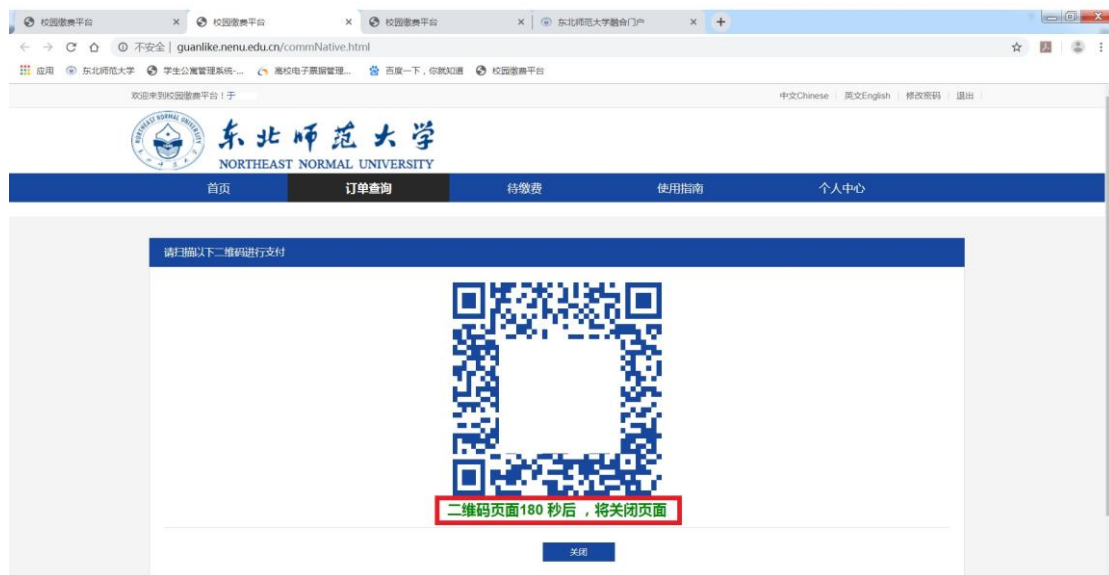 校园缴费平台
校园缴费平台
校园缴费平台
东北师范大学融合门户
不安全 | guanlike.nenu.edu.cn/commNative.html
应用 东北师范大学 学生公寓管理系统-... 高校电子票据管理... 百度一下，你就知道 校园缴费平台
欢迎来到校园缴费平台！于
中文Chinese 英文English 修改密码 退出
东北师范大学
NORTHEAST NORMAL UNIVERSITY
首页 订单查询 待缴费 使用指南 个人中心
请扫描以下二维码进行支付
二维码页面180 秒后 ，将关闭页面
关闭